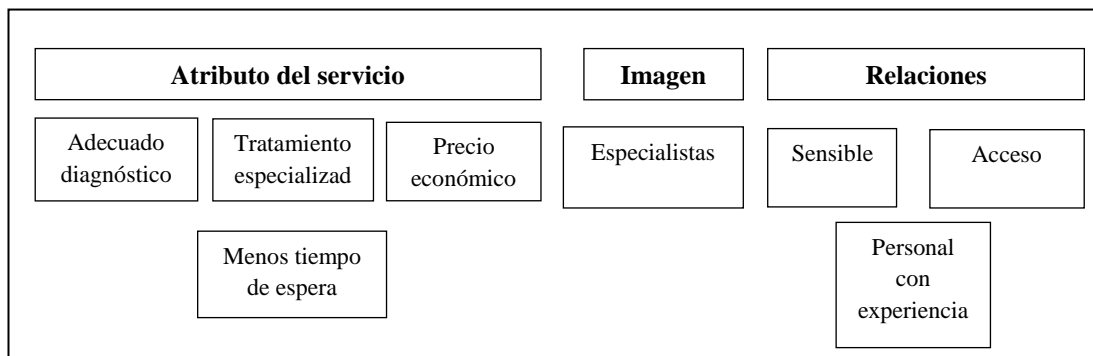 Atributo del servicio
Imagen
Relaciones
Adecuado
diagnóstico
Tratamiento
especializad
Precio
económico
Especialistas
Sensible
Acceso
Menos tiempo
de espera
Personal
con
experiencia